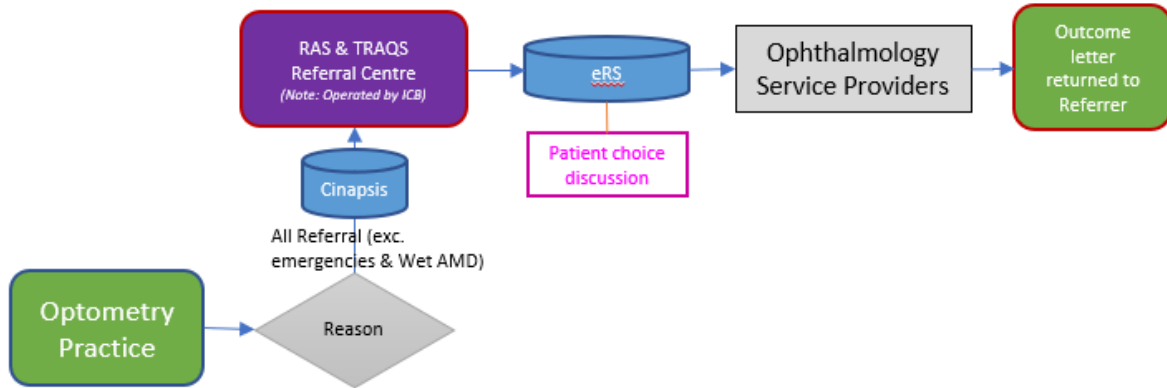 RAS & TRAQS
Referral Centre
(Note: Operated by ICB)
eRS
Ophthalmology
Service Providers
Outcome
letter
returned to
Referrer
Patient choice
discussion
Cinapsis
All Referral (exc.
emergencies & Wet AMD)
Optometry
Practice
Reason